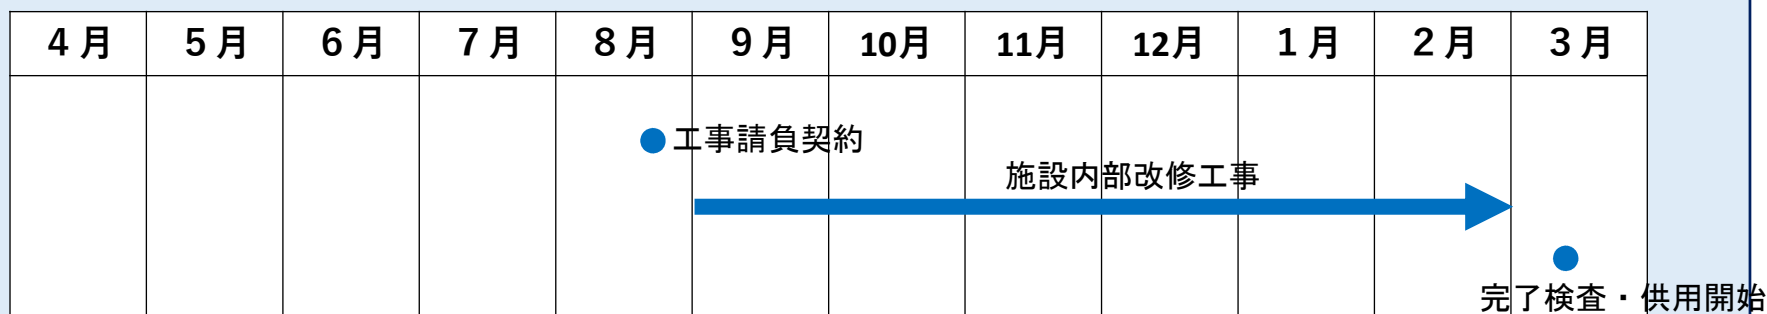 ４月 ５月 ６月 ７月 ８月 ９月 10月 11月 12月 １月 ２月 ３月
工事請負契約
施設内部改修工事
完了検査・供用開始